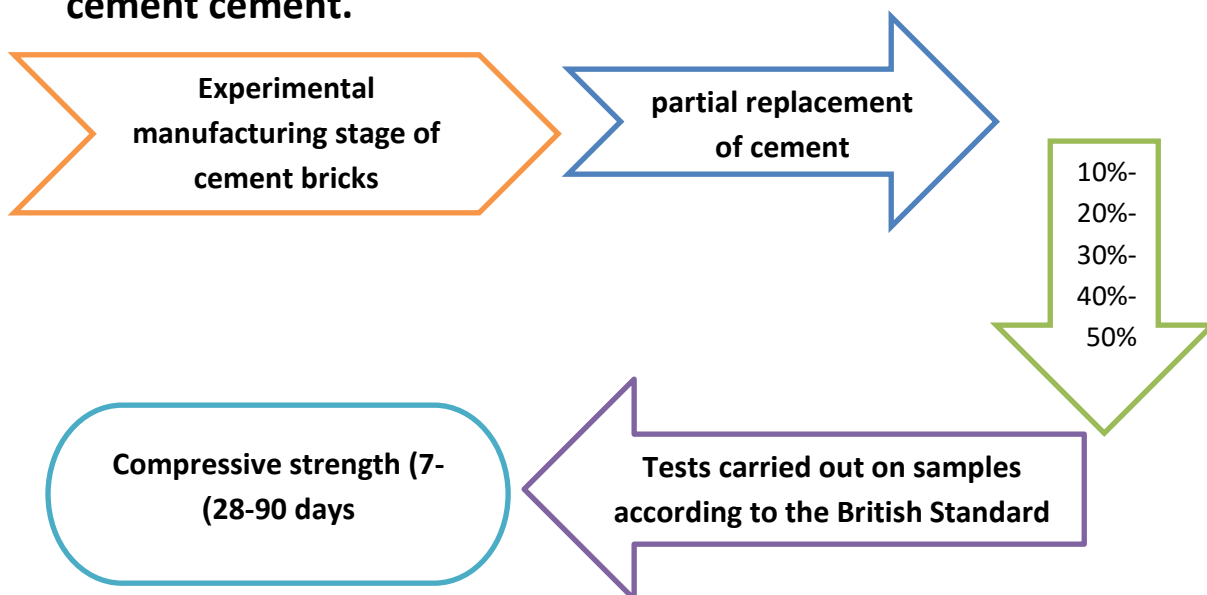 cement cement.
Experimental
manufacturing stage of
cement bricks
partial replacement
of cement
10%-
20%-
30%-
40%-
50%
Tests carried out on samples
according to the British Standard
Compressive strength (7-
(28-90 days